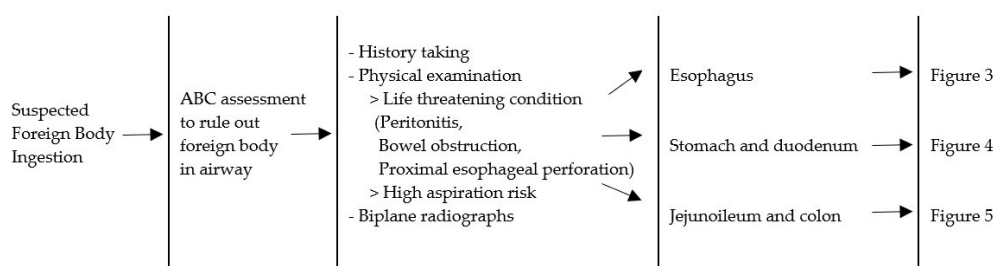 Suspected
Foreign Body
Ingestion
ABC assessment
to rule out
foreign body
in airway
- History taking
- Physical examination
> Life threatening condition
(Peritonitis,
Bowel obstruction,
Proximal esophageal perforation)
> High aspiration risk
- Biplane radiographs
Esophagus
Stomach and duodenum
Jejunoileum and colon
Figure 3
Figure 4
Figure 5